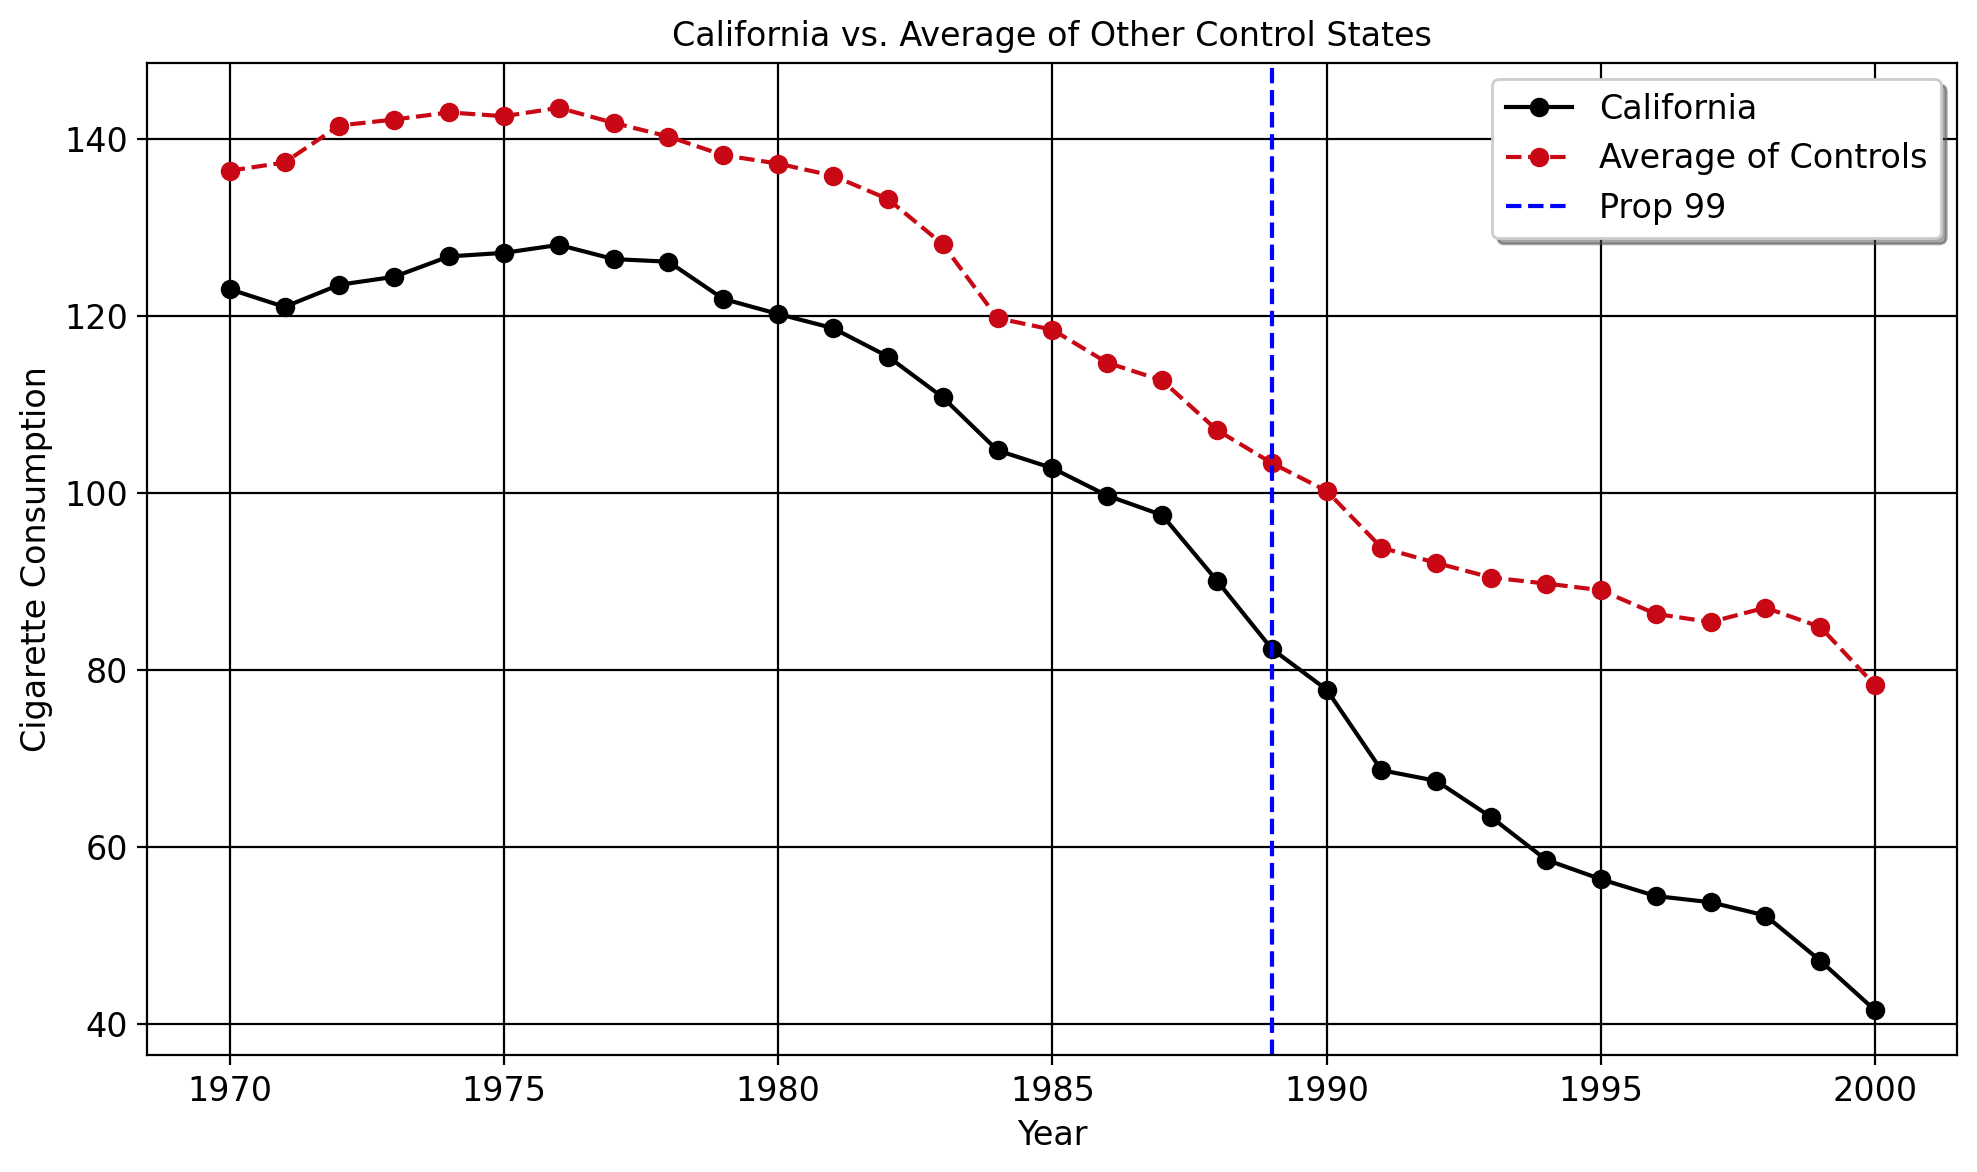 California vs. Average of Other Control States
California
Average of Controls
Prop 99
Cigarette Consumption
140
120
100
80
60
40
1970 1975 1980 1985 1990 1995 2000
Year